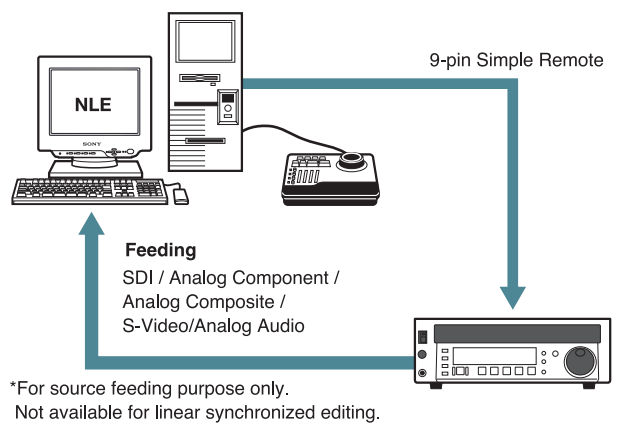 9-pin Simple Remote
NLE
SONY
Feeding
SDI / Analog Component /
Analog Composite /
S-Video/Analog Audio
*For source feeding purpose only.
Not available for linear synchronized editing.